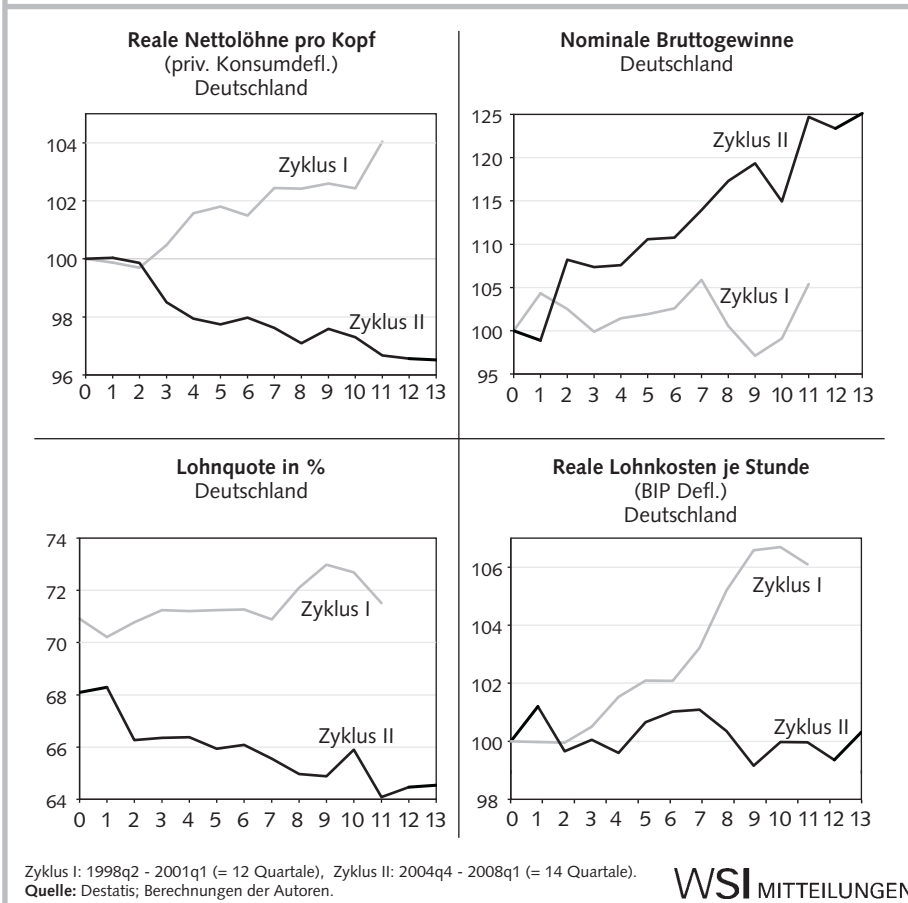 Reale Nettolöhne pro Kopf
(priv. Konsumdefl.)
Deutschland
104
102
100
98
96
Zyklus I
Zyklus II
0 1 2 3 4 5 6 7 8 9 10 11 12 13
Nominale Bruttogewinne
Deutschland
125
120
115
110
105
100
95
Zyklus II
Zyklus I
0 1 2 3 4 5 6 7 8 9 10 11 12 13
Lohnquote in %
Deutschland
74
72
70
68
66
64
Zyklus I
Zyklus II
0 1 2 3 4 5 6 7 8 9 10 11 12 13
Reale Lohnkosten je Stunde
(BIP Defl.)
Deutschland
106
104
102
100
98
Zyklus I
Zyklus II
0 1 2 3 4 5 6 7 8 9 10 11 12 13
Zyklus I: 1998q2 - 2001q1 (= 12 Quartale), Zyklus II: 2004q4 - 2008q1 (= 14 Quartale).
Quelle: Destatis; Berechnungen der Autoren.
WSI MITTEILUNGEN